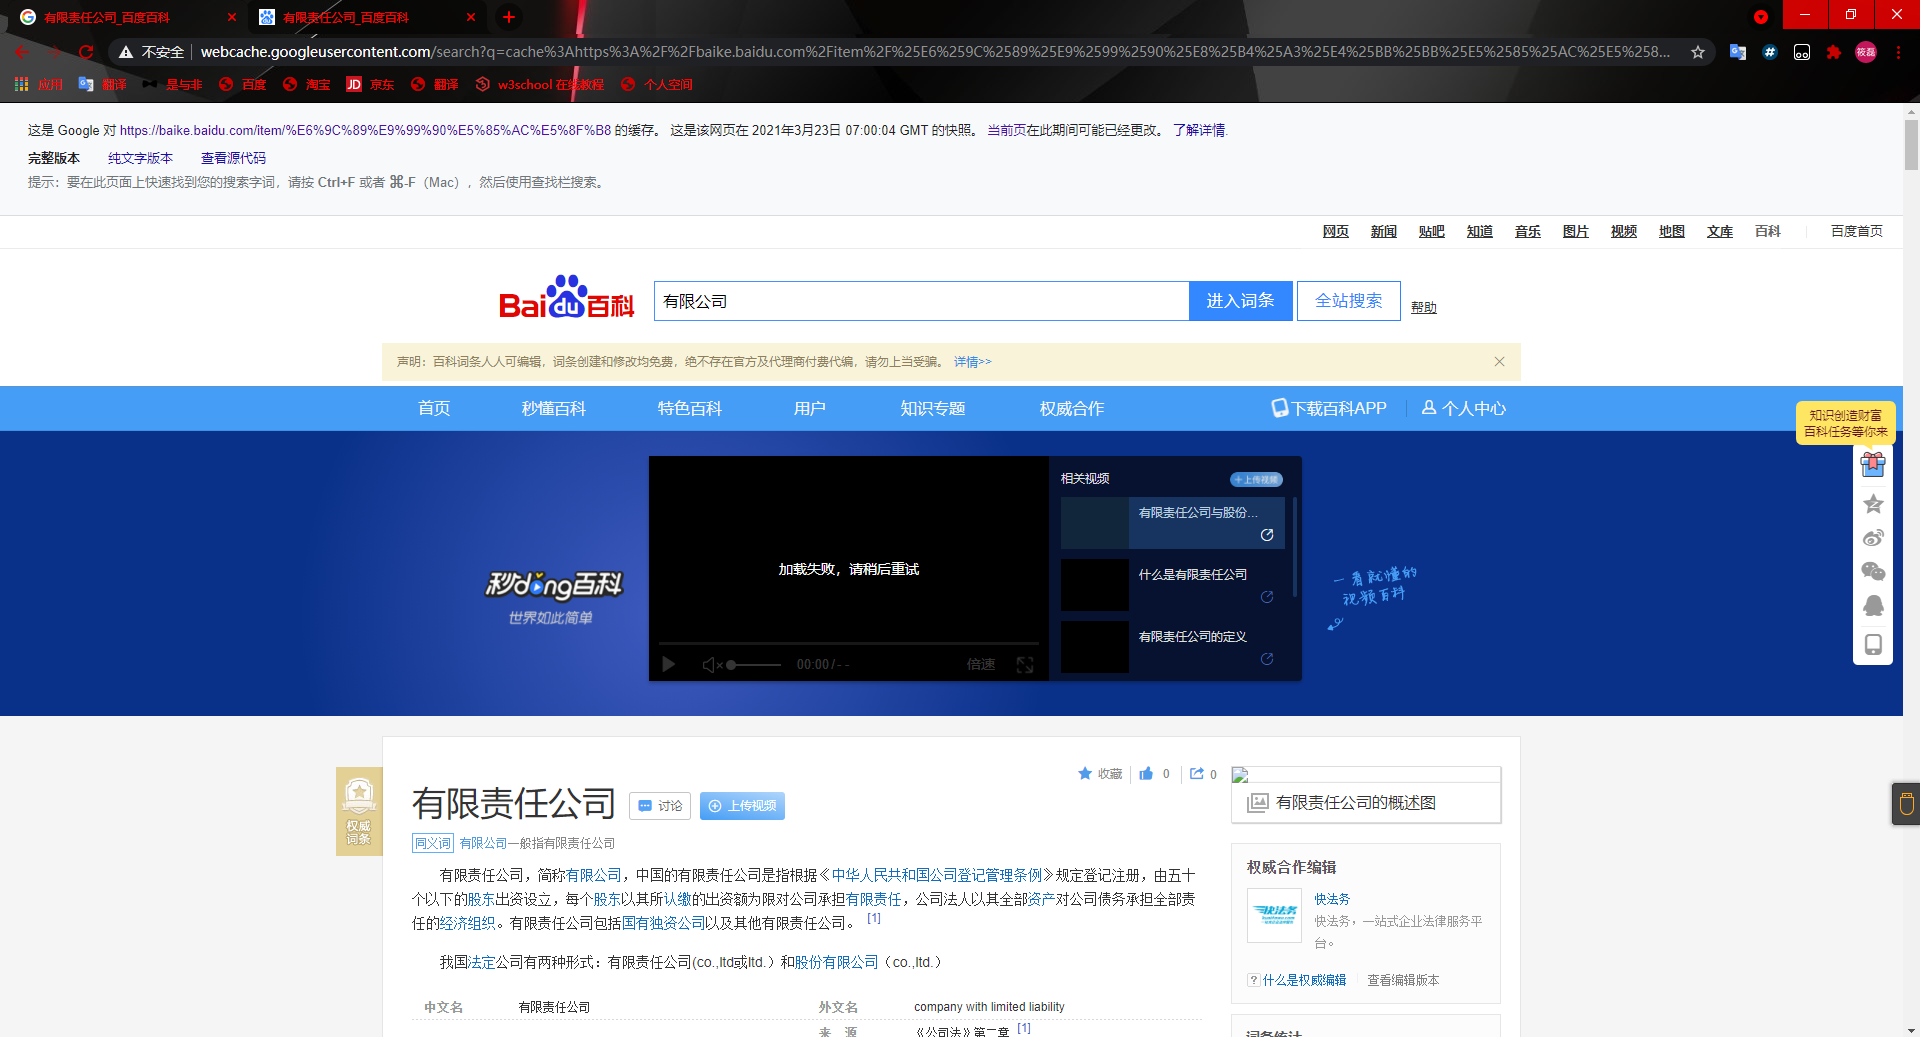 有限责任公司_百度百科
有限责任公司_百度百科
不安全 webcache.googleusercontent.com/search?q=cache%3Ahttps%3A%2F%2Fbaike.baidu.com%2Fitem%2F%25E6%259C%2589%25E9%2599%2590%25E8%25B4%25A3%25E4%25BB%25BB%25E5%2585%25AC%25E5%258...
筱磊
应用 翻译 是与非 百度 淘宝 JD 京东 翻译 w3school 在线教程 个人空间
这是 Google 对 https://baike.baidu.com/item/%E6%9C%89%E9%99%90%E5%85%AC%E5%8F%B8 的缓存。 这是该网页在 2021年3月23日 07:00:04 GMT 的快照。 当前页在此期间可能已经更改。 了解详情.
完整版本 纯文字版本 查看源代码
提示：要在此页面上快速找到您的搜索字词，请按 Ctrl+F 或者 ⌘-F（Mac），然后使用查找栏搜索。
网页 新闻 贴吧 知道 音乐 图片 视频 地图 文库 百科 百度首页
Baidu百科 有限公司 进入词条 全站搜索 帮助
声明：百科词条人人可编辑，词条创建和修改均免费，绝不存在官方及代理商付费代编，请勿上当受骗。 详情>>
首页 秒懂百科 特色百科 用户 知识专题 权威合作 下载百科APP 个人中心
知识创造财富
百科任务等你来
相关视频 +上传视频
有限责任公司与股份...
加载失败，请稍后重试
什么是有限责任公司
秒dǒng百科
世界如此简单
一看就懂的
视频百科
有限责任公司的定义
00:00/-- 倍速
收藏 0 0
权威
词条
有限责任公司 讨论 上传视频
有限责任公司的概述图
同义词 有限公司一般指有限责任公司
有限责任公司，简称有限公司，中国的有限责任公司是指根据《中华人民共和国公司登记管理条例》规定登记注册，由五十
个以下的股东出资设立，每个股东以其所认缴的出资额为限对公司承担有限责任，公司法人以其全部资产对公司债务承担全部责
任的经济组织。有限责任公司包括国有独资公司以及其他有限责任公司。 [1]
我国法定公司有两种形式：有限责任公司(co.,ltd或ltd.）和股份有限公司（co.,ltd.）
中文名 有限责任公司 外文名 company with limited liability
来 源 《公司法》第二章 [1]
权威合作编辑
快法务
快法务
快法务，一站式企业法律服务平
台。
? 什么是权威编辑 查看编辑版本
词条统计